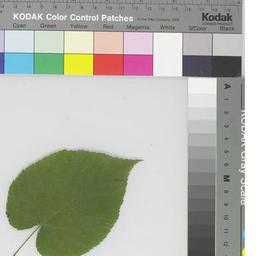 KODAK Color Control Patches
Kodak
Cyan Green Yellow Red Magenta White 3/Color Black
KODAK Gray Scale
A 1 2 3 4 5 6 M 8 9 10 11 12